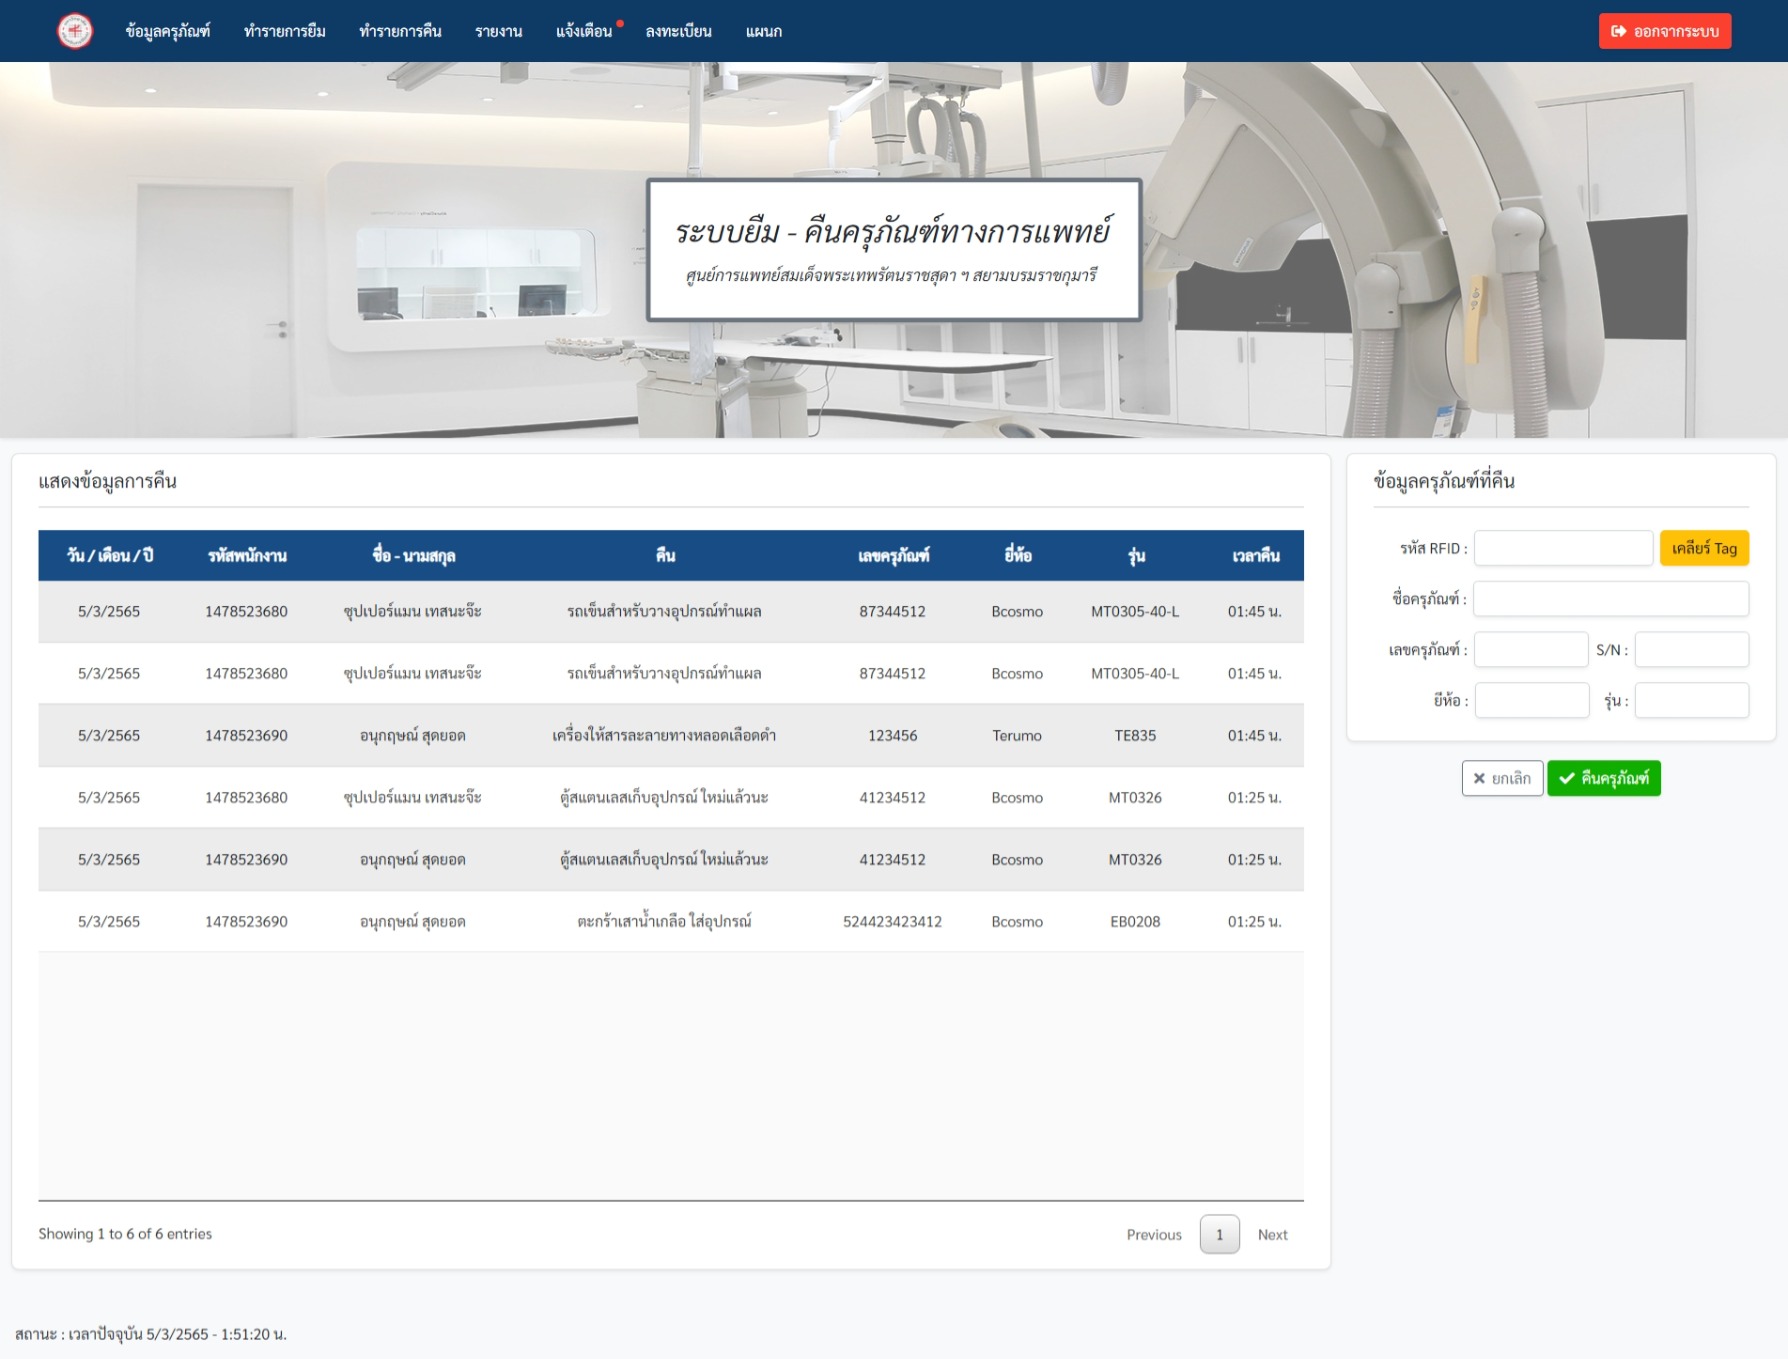 ข้อมูลครุภัณฑ์ ทำรายการยืม ทำรายการคืน รายงาน แจ้งเตือน ลงทะเบียน แผนก ออกจากระบบ
ระบบยืม - คืนครุภัณฑ์ทางการแพทย์
ศูนย์การแพทย์สมเด็จพระเทพรัตนราชสุดา ฯ สยามบรมราชกุมารี
แสดงข้อมูลการคืน
วัน / เดือน / ปี รหัสพนักงาน ชื่อ - นามสกุล คืน เลขครุภัณฑ์ ยี่ห้อ รุ่น เวลาคืน
5/3/2565 1478523680 ซุปเปอร์แมน เทสนะจ๊ะ รถเข็นสำหรับวางอุปกรณ์ทำแผล 87344512 Bcosmo MT0305-40-L 01:45 น.
5/3/2565 1478523680 ซุปเปอร์แมน เทสนะจ๊ะ รถเข็นสำหรับวางอุปกรณ์ทำแผล 87344512 Bcosmo MT0305-40-L 01:45 น.
5/3/2565 1478523690 อนุกฤษณ์ สุดยอด เครื่องให้สารละลายทางหลอดเลือดดำ 123456 Terumo TE835 01:45 น.
5/3/2565 1478523680 ซุปเปอร์แมน เทสนะจ๊ะ ตู้สแตนเลสเก็บอุปกรณ์ ใหม่แล้วนะ 41234512 Bcosmo MT0326 01:25 น.
5/3/2565 1478523690 อนุกฤษณ์ สุดยอด ตู้สแตนเลสเก็บอุปกรณ์ ใหม่แล้วนะ 41234512 Bcosmo MT0326 01:25 น.
5/3/2565 1478523690 อนุกฤษณ์ สุดยอด ตะกร้าเสาน้ำเกลือ ใส่อุปกรณ์ 524423423412 Bcosmo EB0208 01:25 น.
Showing 1 to 6 of 6 entries
Previous 1 Next
ข้อมูลครุภัณฑ์ที่คืน
รหัส RFID : เคลียร์ Tag
ชื่อครุภัณฑ์ :
เลขครุภัณฑ์ : S/N :
ยี่ห้อ : รุ่น :
ยกเลิก คืนครุภัณฑ์
สถานะ : เวลาปัจจุบัน 5/3/2565 - 1:51:20 น.